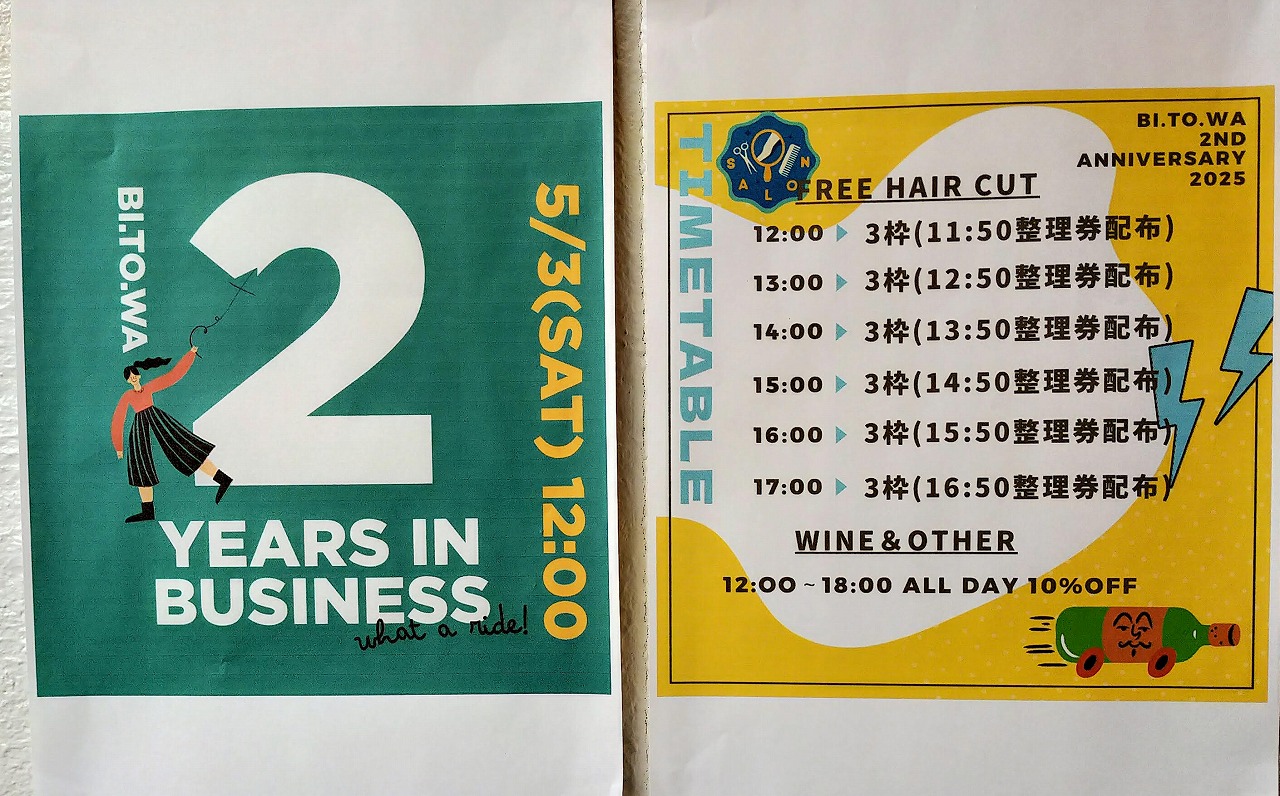 BI.TO.WA
2
YEARS IN
BUSINESS
what a ride!
5/3(SAT) 12:00
TIMETABLE
SALON
BI.TO.WA
2ND
ANNIVERSARY
2025
FREE HAIR CUT
12:00 ▶ 3枠(11:50整理券配布)
13:00 ▶ 3枠(12:50整理券配布)
14:00 ▶ 3枠(13:50整理券配布)
15:00 ▶ 3枠(14:50整理券配布)
16:00 ▶ 3枠(15:50整理券配布)
17:00 ▶ 3枠(16:50整理券配布)
WINE&OTHER
12:00~18:00 ALL DAY 10%OFF